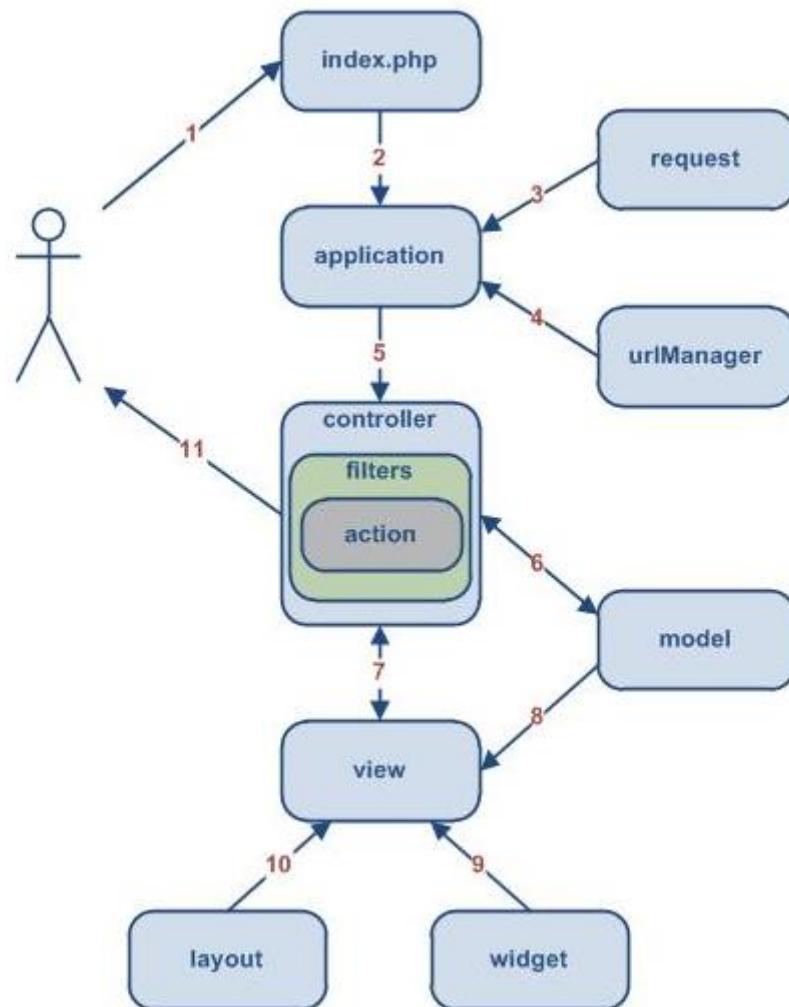 index.php
1
2
request
3
application
4
urlManager
5
controller
filters
11
action
6
model
7
8
view
10
9
layout
widget